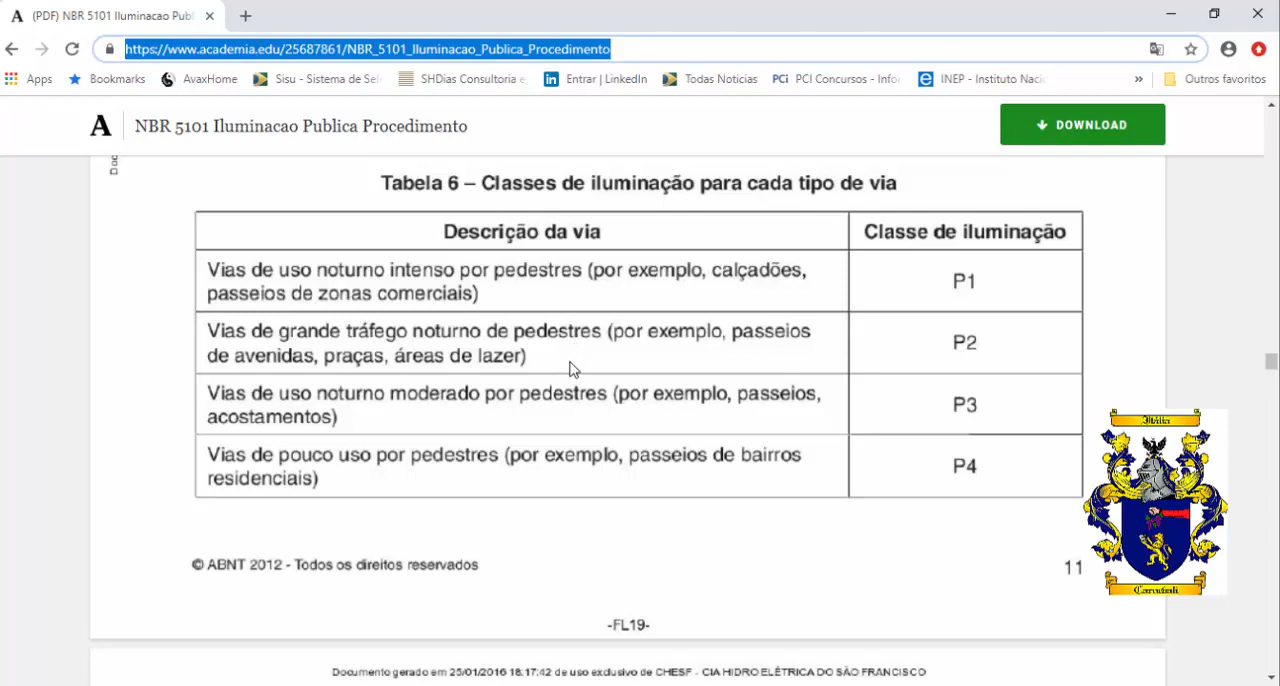 (PDF) NBR 5101 Iluminacao Publ
https://www.academia.edu/25687861/NBR_5101_Iluminacao_Publica_Procedimento
Apps Bookmarks AvaxHome Sisu - Sistema de Sel SHDias Consultoria e Entrar | LinkedIn Todas Noticias PCI Concursos - Info INEP - Instituto Naci » Outros favoritos
A NBR 5101 Iluminacao Publica Procedimento DOWNLOAD
Doc
Tabela 6 – Classes de iluminação para cada tipo de via
Descrição da via Classe de iluminação
Vias de uso noturno intenso por pedestres (por exemplo, calçadões,
passeios de zonas comerciais)
P1
Vias de grande tráfego noturno de pedestres (por exemplo, passeios
de avenidas, praças, áreas de lazer)
P2
Vias de uso noturno moderado por pedestres (por exemplo, passeios,
acostamentos)
P3
Vias de pouco uso por pedestres (por exemplo, passeios de bairros
residenciais)
P4
Itália
© ABNT 2012 - Todos os direitos reservados 11
-FL19-
Documento gerado em 25/01/2016 18:17:42 de uso exclusivo de CHESF - CIA HIDRO ELÉTRICA DO SÃO FRANCISCO